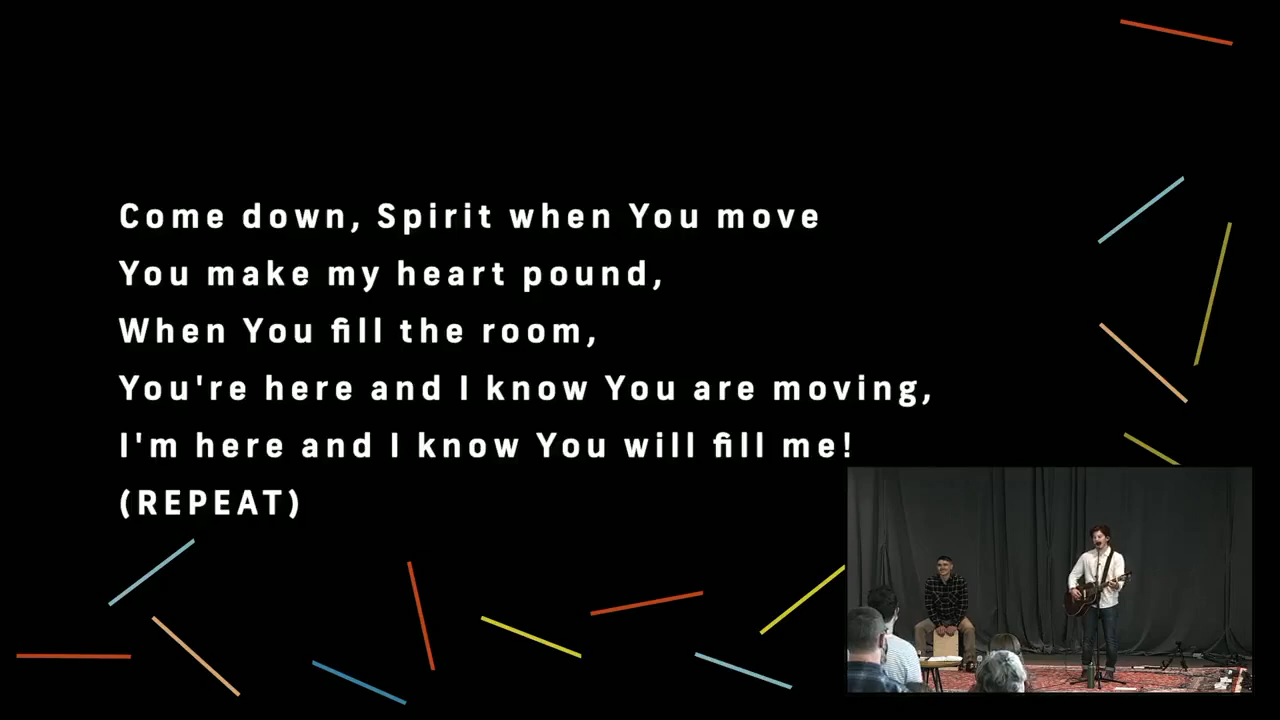 Come down, Spirit when You move
You make my heart pound,
When You fill the room,
You're here and I know You are moving,
I'm here and I know You will fill me!
(REPEAT)